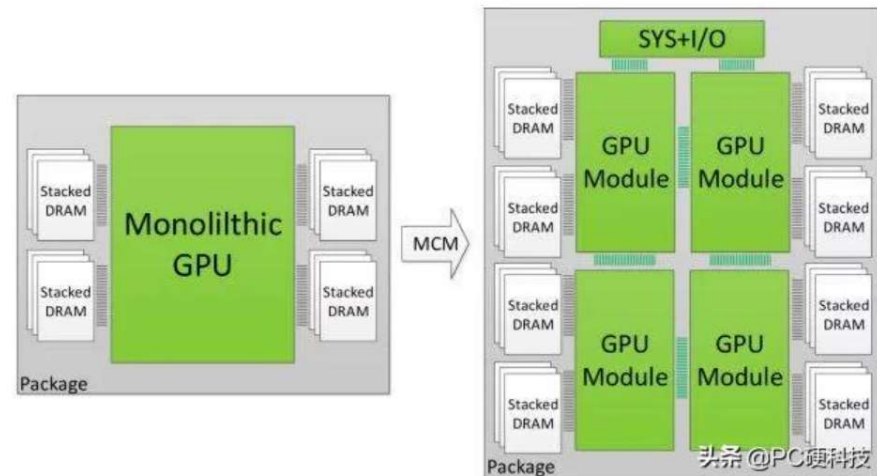 Monolilthic
GPU
Stacked
DRAM
Stacked
DRAM
Stacked
DRAM
Stacked
DRAM
Package
MCM
SYS+I/O
GPU
Module
GPU
Module
GPU
Module
GPU
Module
Stacked
DRAM
Stacked
DRAM
Stacked
DRAM
Stacked
DRAM
Stacked
DRAM
Stacked
DRAM
Stacked
DRAM
Stacked
DRAM
Package
头条 @PC硬科技